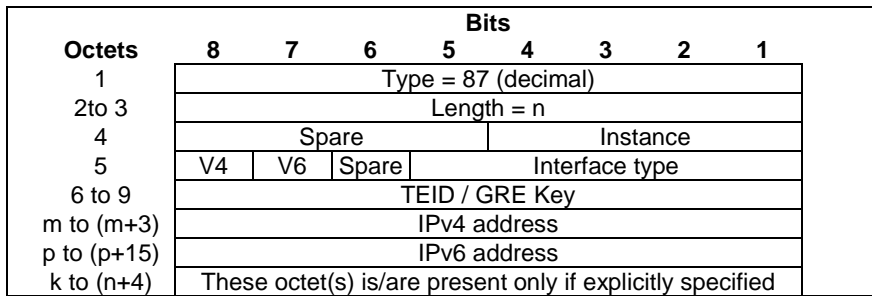 Bits
Octets 8 7 6 5 4 3 2 1
1 Type = 87 (decimal)
2to 3 Length = n
4 Spare Instance
5 V4 V6 Spare Interface type
6 to 9 TEID / GRE Key
m to (m+3) IPv4 address
p to (p+15) IPv6 address
k to (n+4) These octet(s) is/are present only if explicitly specified